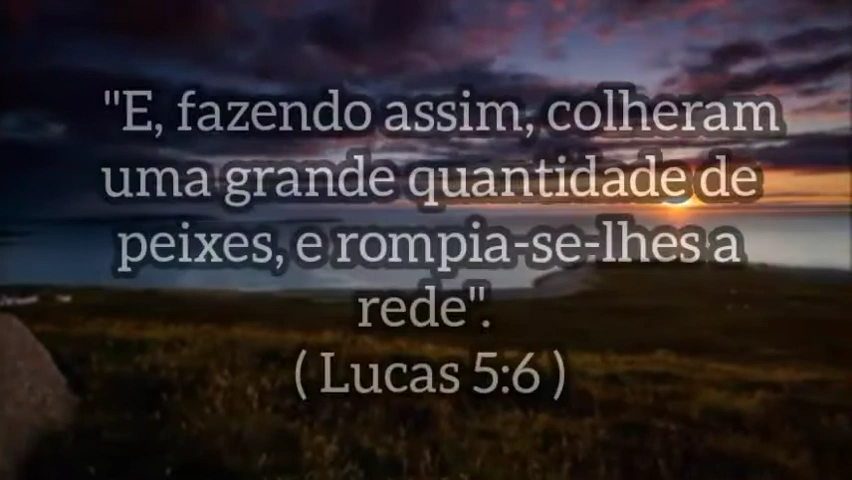 "E, fazendo assim, colheram
uma grande quantidade de
peixes, e rompia-se-lhes a
rede".
( Lucas 5:6 )